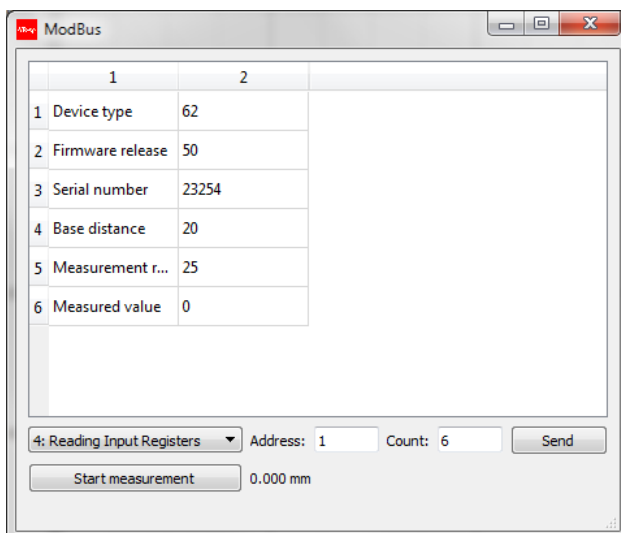 ModBus
1 2
1 Device type 62
2 Firmware release 50
3 Serial number 23254
4 Base distance 20
5 Measurement r... 25
6 Measured value 0
4: Reading Input Registers Address: 1 Count: 6 Send
Start measurement 0.000 mm